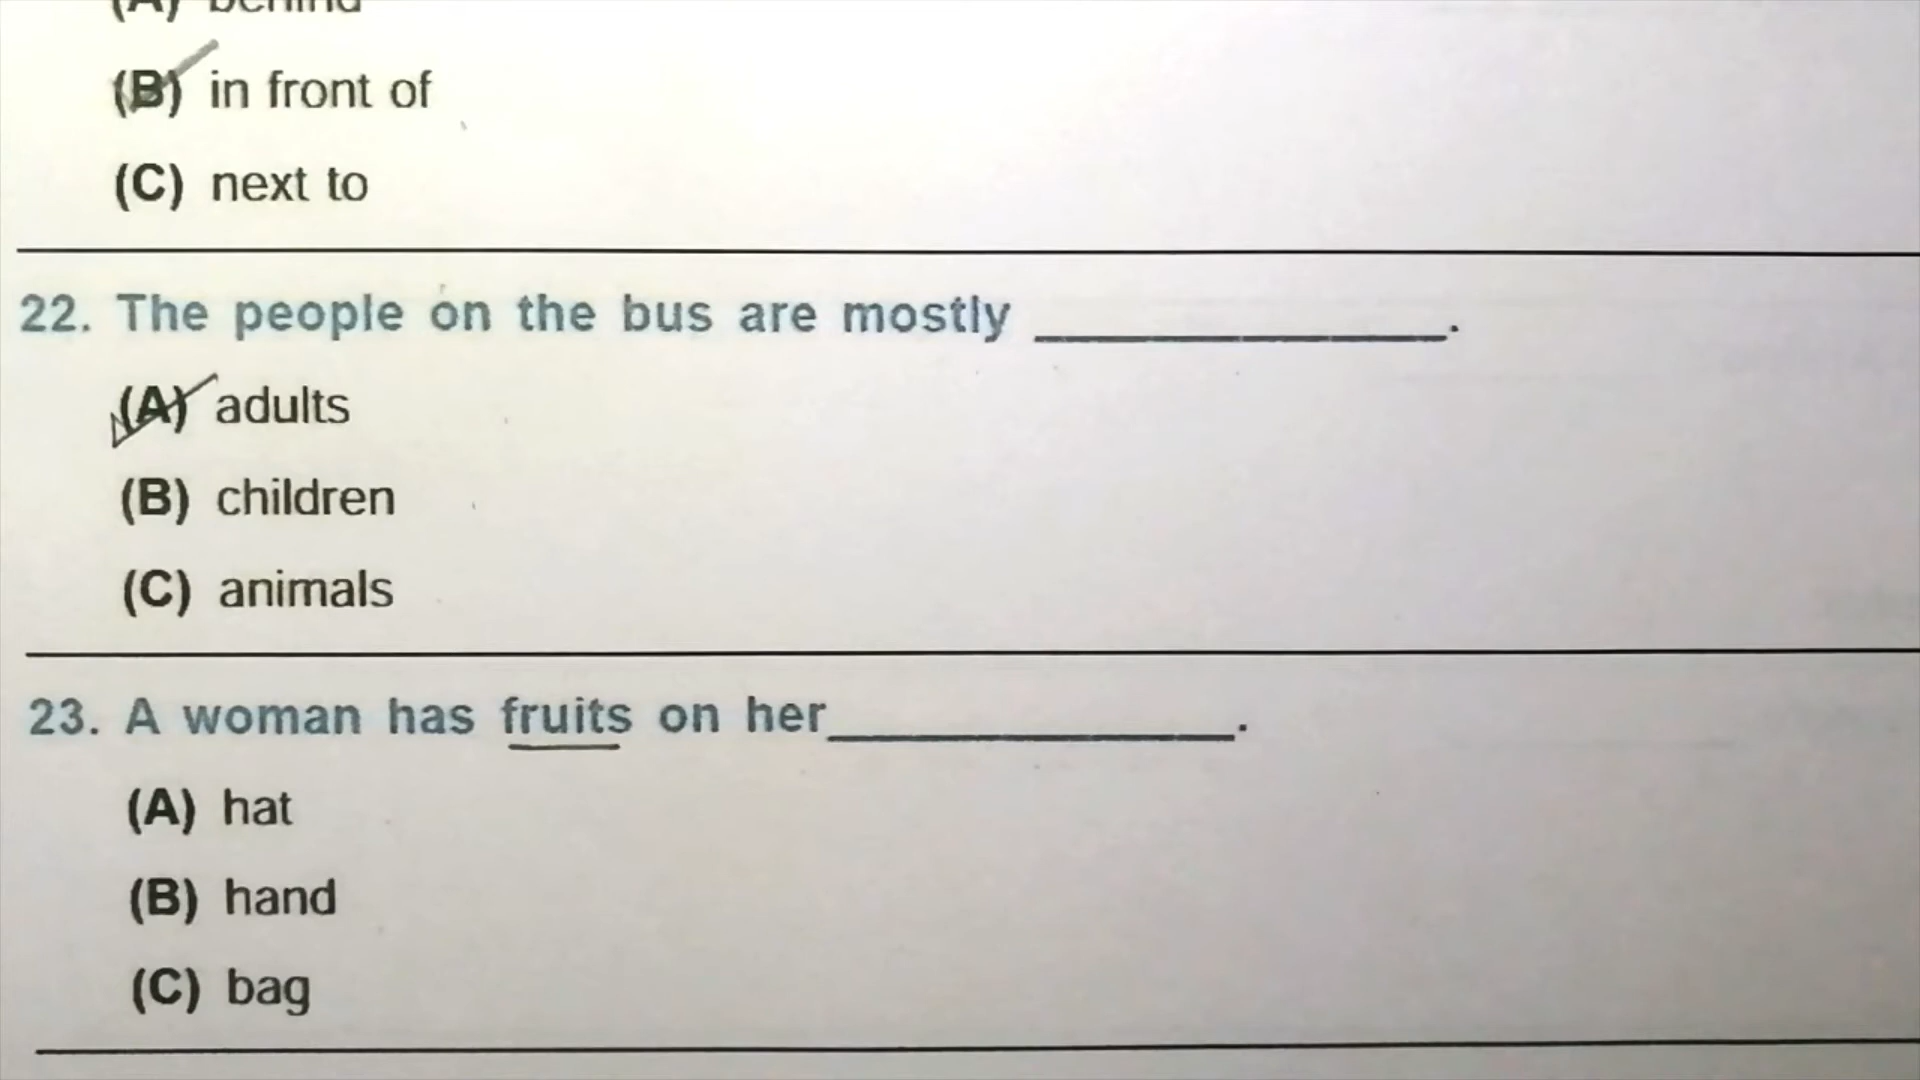 (A) behind
(B) in front of
(C) next to
22. The people on the bus are mostly ______________.
(A) adults
(B) children
(C) animals
23. A woman has fruits on her______________.
(A) hat
(B) hand
(C) bag